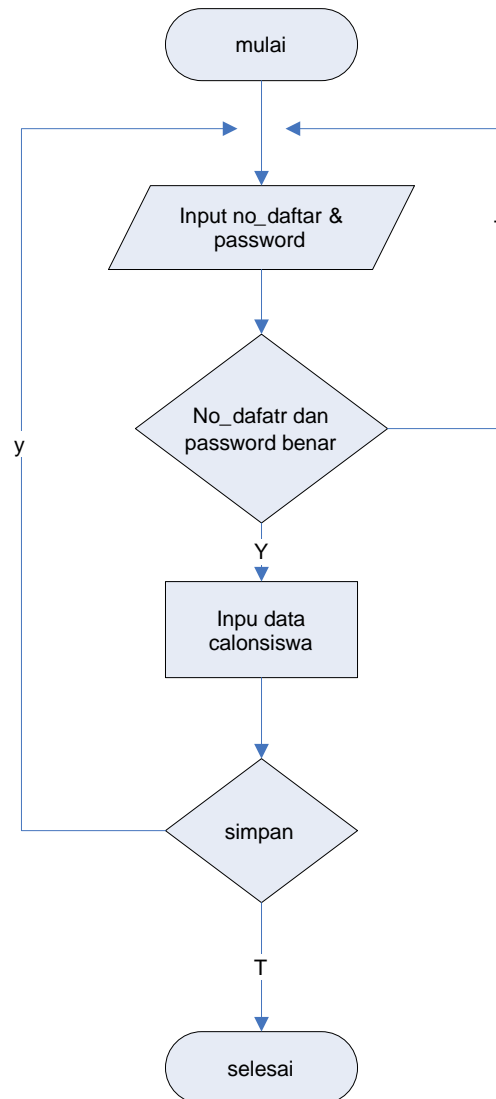 mulai
Input no_daftar &
password
No_dafatr dan
password benar
y
Y
Inpu data
calonsiswa
simpan
T
selesai